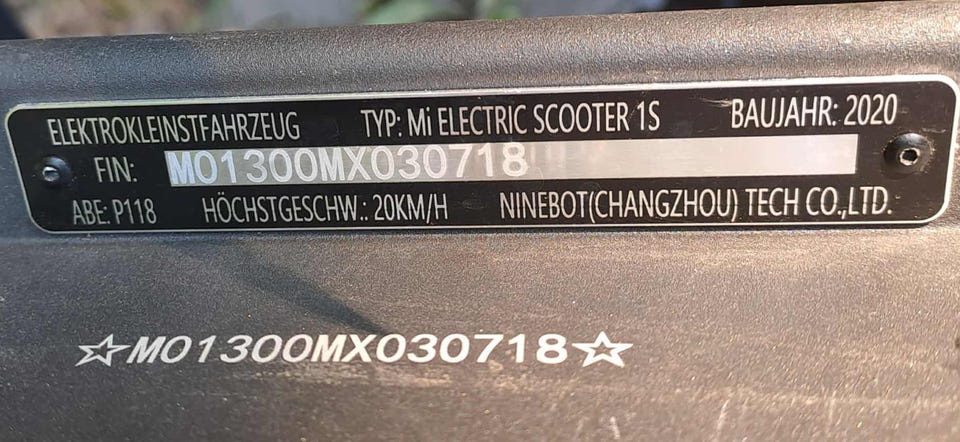 ELEKTROKLEINSTFAHRZEUG TYP: Mi ELECTRIC SCOOTER 1S BAUJAHR: 2020
FIN: M01300MX030718
ABE: P118 HÖCHSTGESCHW.: 20KM/H NINEBOT(CHANGZHOU) TECH CO.,LTD.
☆M01300MX030718☆